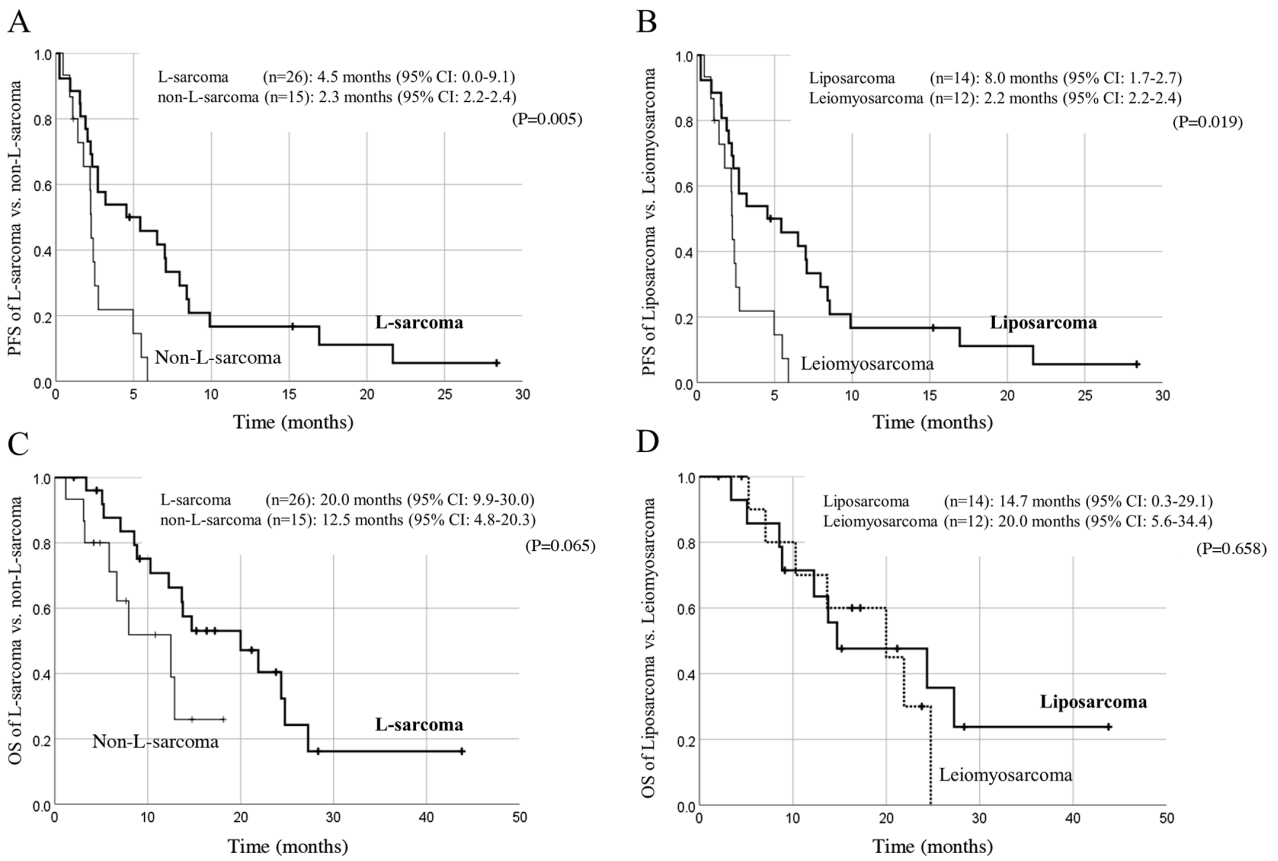 A
PFS of L-sarcoma vs. non-L-sarcoma
1.0
0.8
0.6
0.4
0.2
0.0
L-sarcoma (n=26): 4.5 months (95% CI: 0.0-9.1)
non-L-sarcoma (n=15): 2.3 months (95% CI: 2.2-2.4)
(P=0.005)
L-sarcoma
Non-L-sarcoma
0 5 10 15 20 25 30
Time (months)
B
PFS of Liposarcoma vs. Leiomyosarcoma
1.0
0.8
0.6
0.4
0.2
0.0
Liposarcoma (n=14): 8.0 months (95% CI: 1.7-2.7)
Leiomyosarcoma (n=12): 2.2 months (95% CI: 2.2-2.4)
(P=0.019)
Liposarcoma
Leiomyosarcoma
0 5 10 15 20 25 30
Time (months)
C
OS of L-sarcoma vs. non-L-sarcoma
1.0
0.8
0.6
0.4
0.2
0.0
L-sarcoma (n=26): 20.0 months (95% CI: 9.9-30.0)
non-L-sarcoma (n=15): 12.5 months (95% CI: 4.8-20.3)
(P=0.065)
L-sarcoma
Non-L-sarcoma
0 10 20 30 40 50
Time (months)
D
OS of Liposarcoma vs. Leiomyosarcoma
1.0
0.8
0.6
0.4
0.2
0.0
Liposarcoma (n=14): 14.7 months (95% CI: 0.3-29.1)
Leiomyosarcoma (n=12): 20.0 months (95% CI: 5.6-34.4)
(P=0.658)
Liposarcoma
Leiomyosarcoma
0 10 20 30 40 50
Time (months)